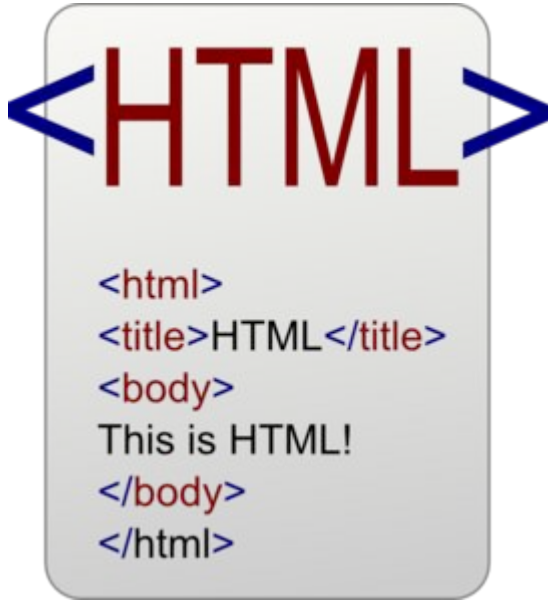 <HTML>
<html>
<title>HTML</title>
<body>
This is HTML!
</body>
</html>